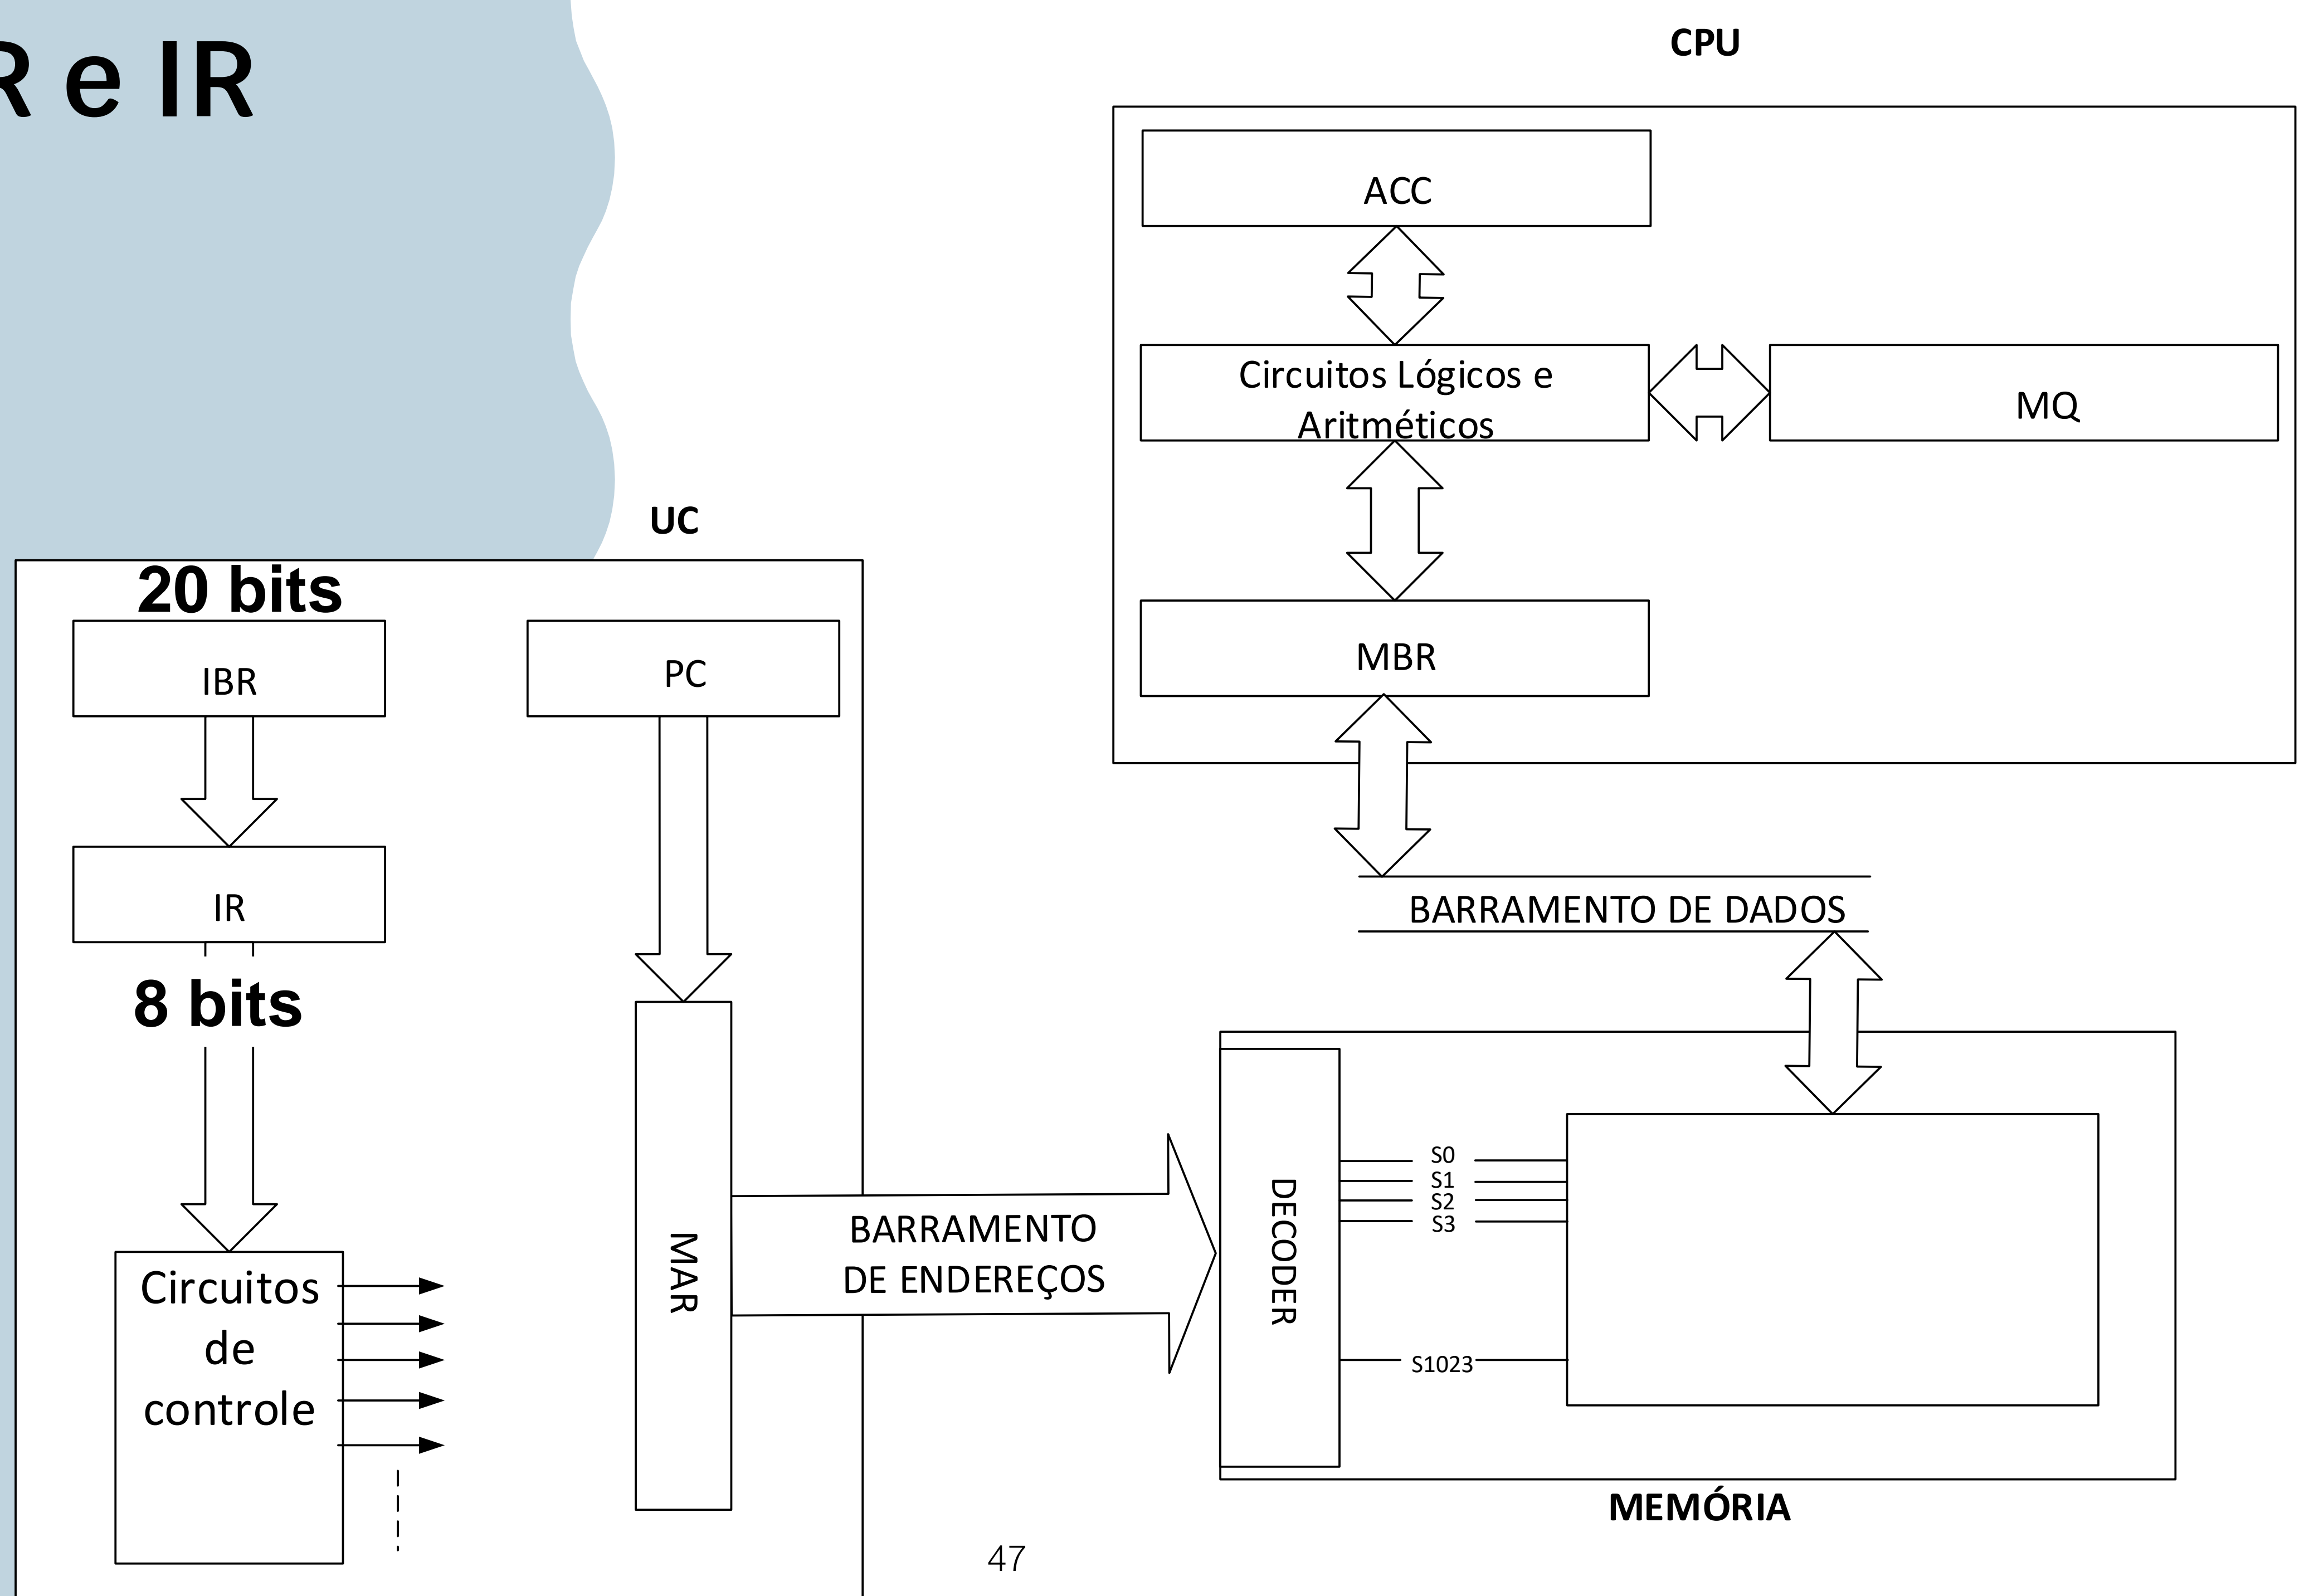 R e IR
CPU
ACC
Circuitos Lógicos e
Aritméticos
MQ
MBR
UC
20 bits
IBR
PC
IR
8 bits
BARRAMENTO DE DADOS
Circuitos
de
controle
MAR
BARRAMENTO
DE ENDEREÇOS
DECODER
S0
S1
S2
S3
S1023
MEMÓRIA
47